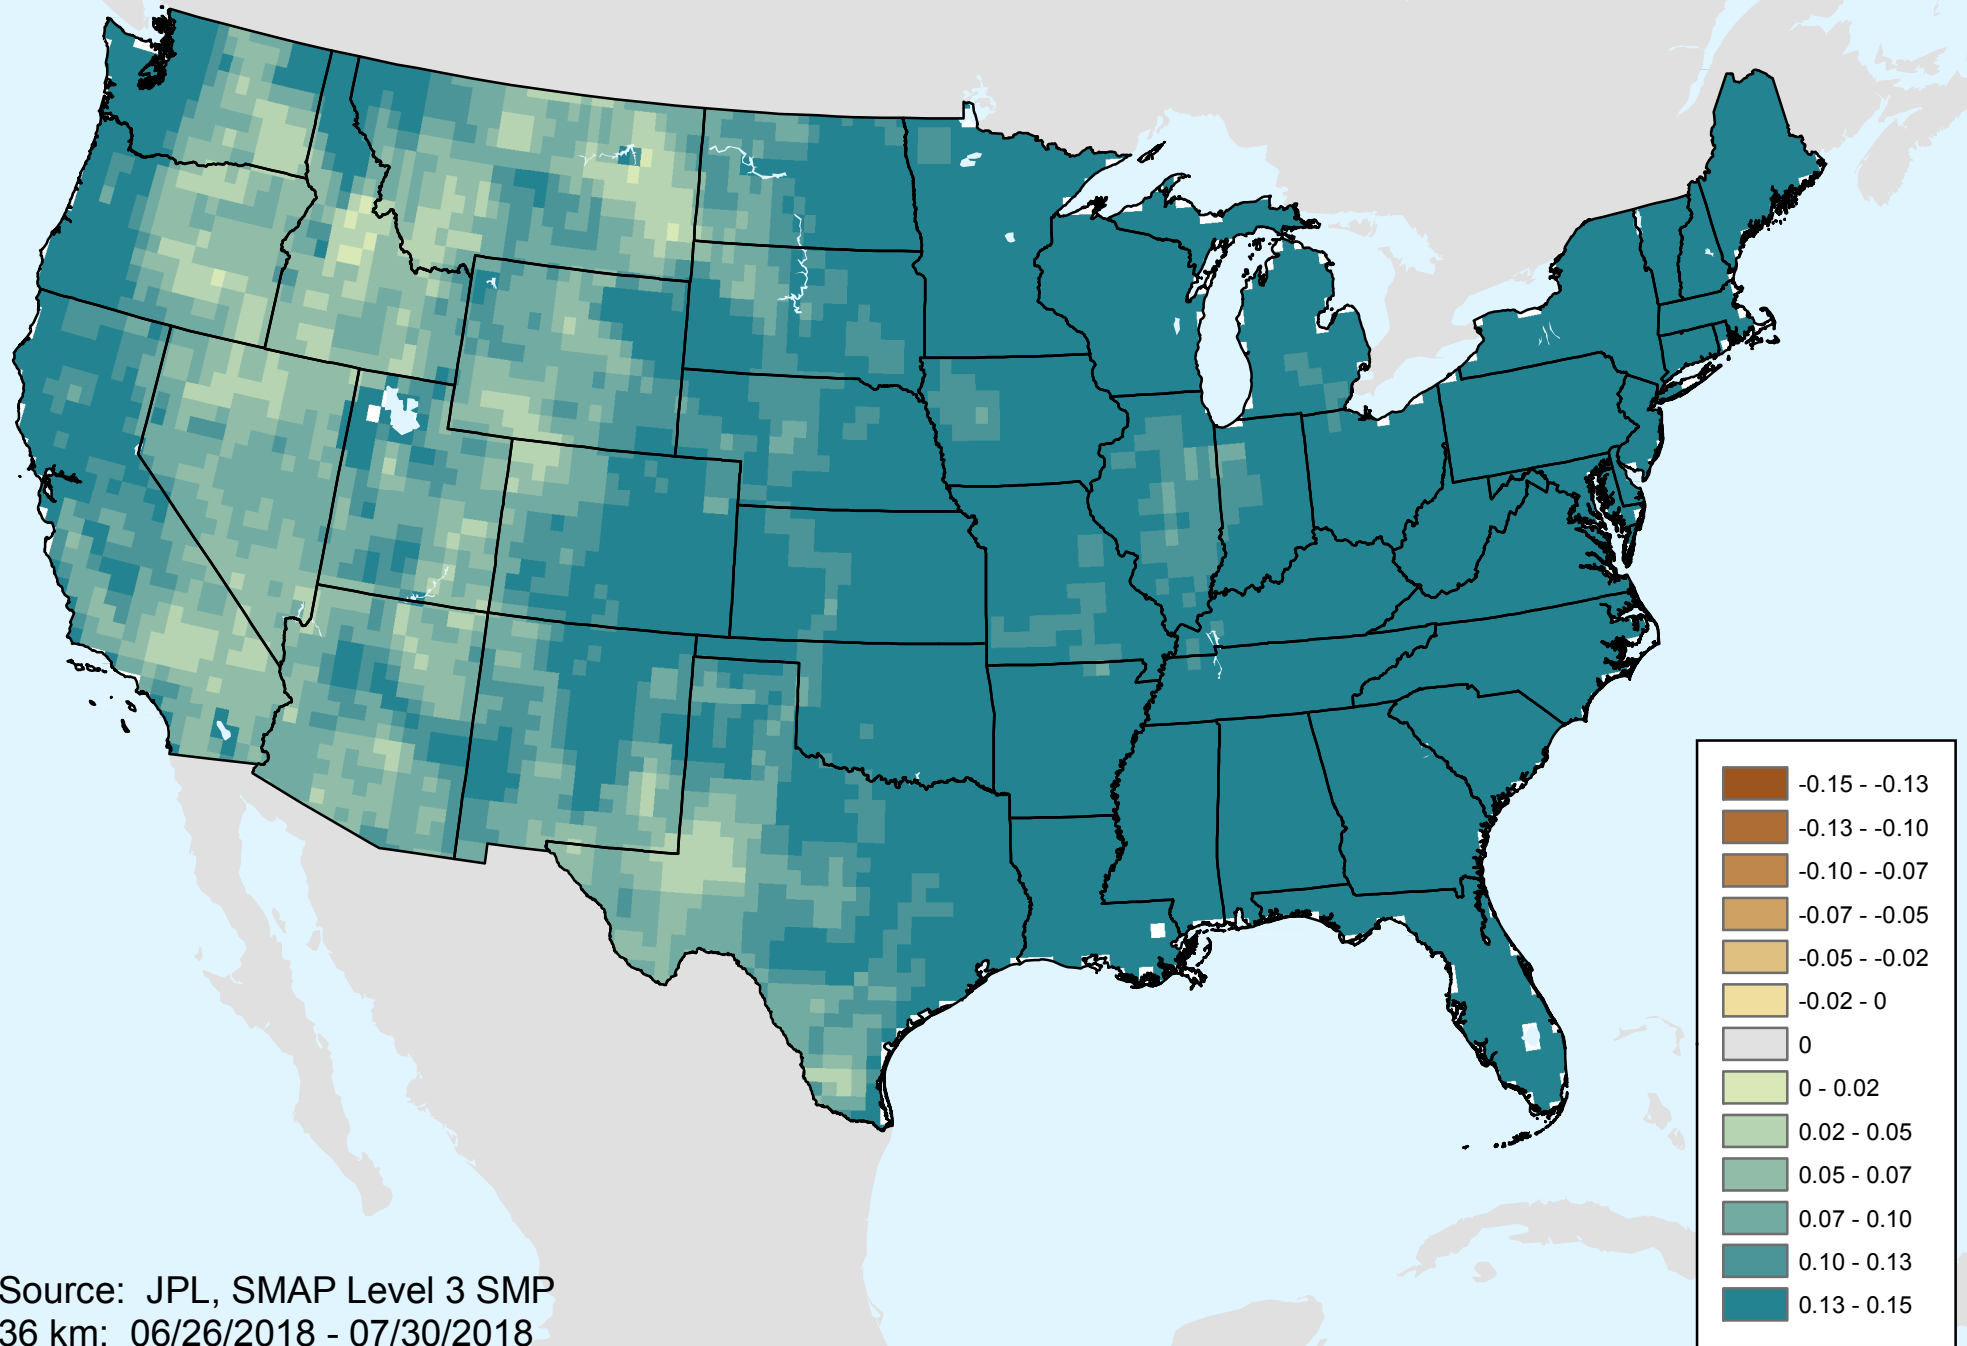 -0.15 - -0.13
-0.13 - -0.10
-0.10 - -0.07
-0.07 - -0.05
-0.05 - -0.02
-0.02 - 0
0
0 - 0.02
0.02 - 0.05
0.05 - 0.07
0.07 - 0.10
0.10 - 0.13
0.13 - 0.15
Source: JPL, SMAP Level 3 SMP
36 km: 06/26/2018 - 07/30/2018